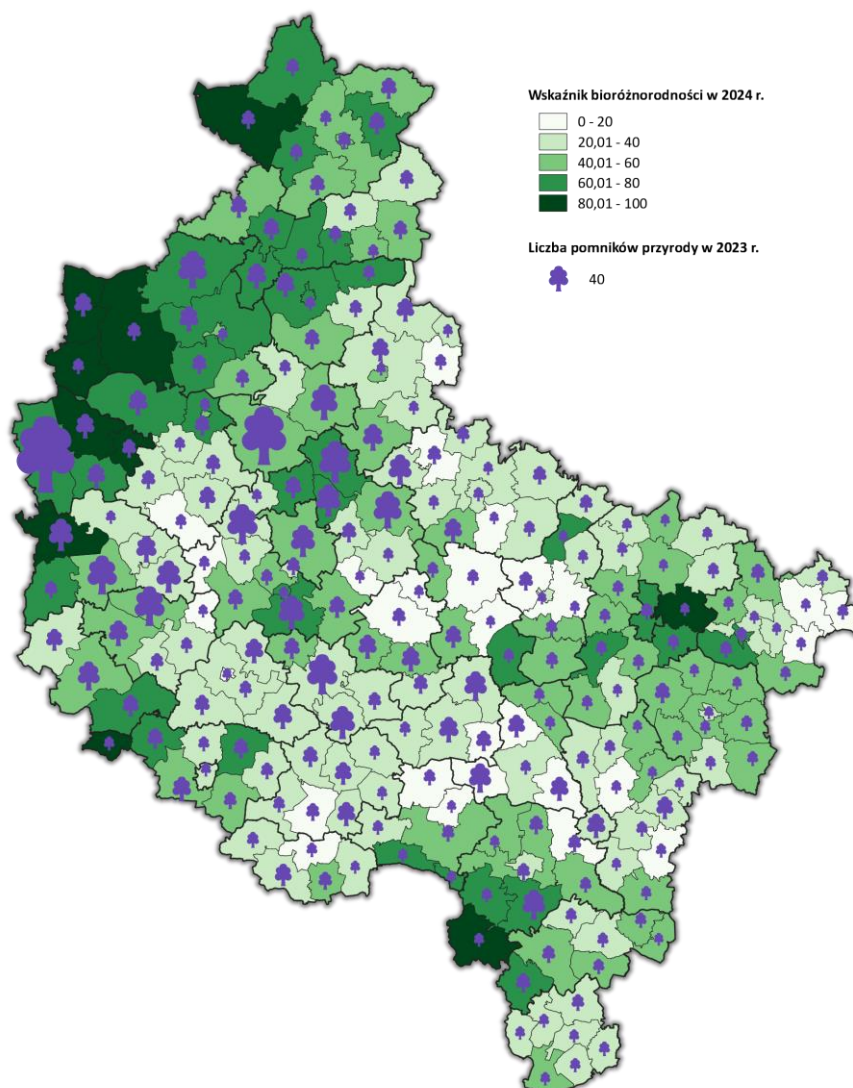 Wskaźnik bioróżnorodności w 2024 r.
0 - 20
20,01 - 40
40,01 - 60
60,01 - 80
80,01 - 100
Liczba pomników przyrody w 2023 r.
40